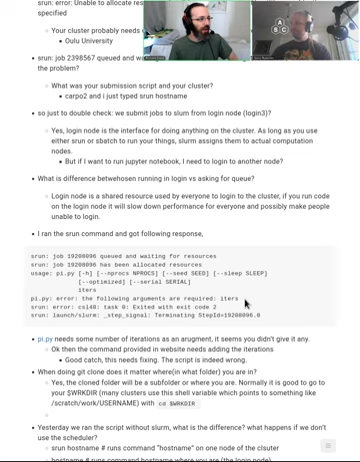 srun: error: Unable to allocate res
specified
Your cluster probably needs
Oulu University
srun: job 2398567 queued and w
the problem?
What was your submission script and your cluster?
carpo2 and i just typed srun hostname
so just to double check: we submit jobs to slum from login node (login3)?
Yes, login node is the interface for doing anything on the cluster. As long as you use
either srun or sbatch to run your things, slurm assigns them to actual computation
nodes.
But if I want to run jupyter notebook, I need to login to another node?
What is difference betwehosen running in login vs asking for queue?
Login node is a shared resource used by everyone to login to the cluster, if you run code
on the login node it will slow down performance for everyone and possibly make people
unable to login.
I ran the srun command and got following response,
srun: job 19208096 queued and waiting for resources
srun: job 19208096 has been allocated resources
usage: pi.py [-h] [--nprocs NPROCS] [--seed SEED] [--sleep SLEEP]
[--optimized] [--serial SERIAL]
iters
pi.py: error: the following arguments are required: iters
srun: error: csl48: task 0: Exited with exit code 2
srun: launch/slurm: _step_signal: Terminating StepId=19208096.0
pi.py needs some number of iterations as an arugment, it seems you didn't give it any.
Ok then the command provided in website needs adding the iterations
Good catch, this needs fixing. The script is indeed wrong.
When doing git clone does it matter where(in what folder) you are in?
Yes, the cloned folder will be a subfolder or where you are. Normally it is good to go to
your $WRKDIR (many clusters use this shell variable which points to something like
/scratch/work/USERNAME) with cd $WRKDIR
Yesterday we ran the script without slurm, what is the difference? what happens if we don't
use the scheduler?
srun hostname # runs command "hostname" on one node of the clsuter